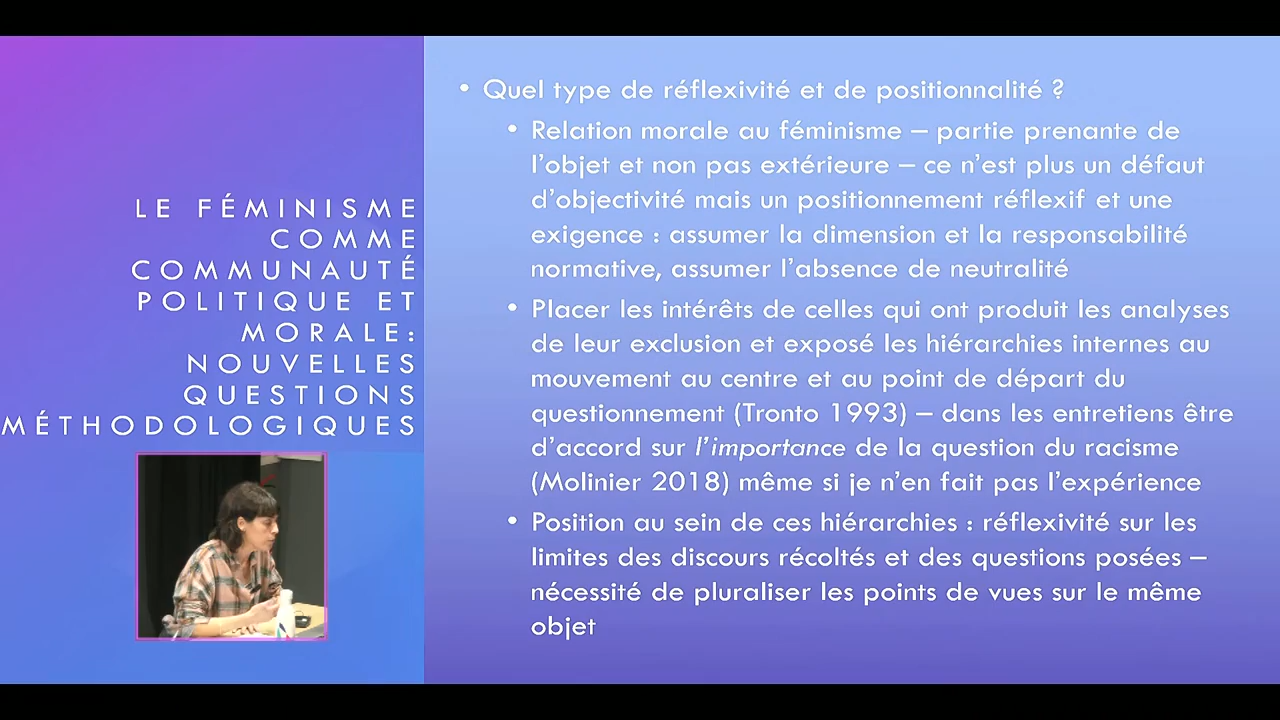 LE FÉMINISME
COMME
COMMUNAUTÉ
POLITIQUE ET
MORALE:
NOUVELLES
QUESTIONS
MÉTHODOLOGIQUES
• Quel type de réflexivité et de positionnalité ?
• Relation morale au féminisme – partie prenante de
l’objet et non pas extérieure – ce n’est plus un défaut
d’objectivité mais un positionnement réflexif et une
exigence : assumer la dimension et la responsabilité
normative, assumer l’absence de neutralité
• Placer les intérêts de celles qui ont produit les analyses
de leur exclusion et exposé les hiérarchies internes au
mouvement au centre et au point de départ du
questionnement (Tronto 1993) – dans les entretiens être
d’accord sur l’importance de la question du racisme
(Molinier 2018) même si je n’en fait pas l’expérience
• Position au sein de ces hiérarchies : réflexivité sur les
limites des discours récoltés et des questions posées –
nécessité de pluraliser les points de vues sur le même
objet